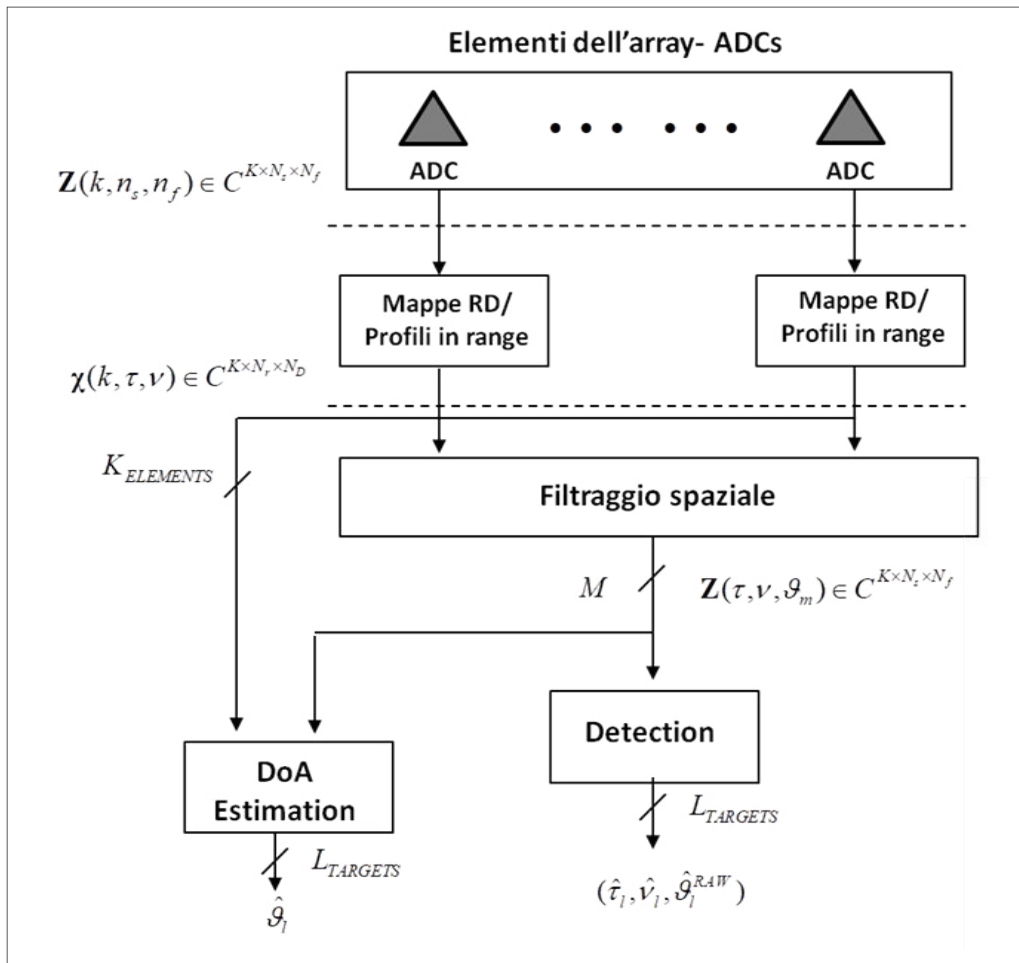 Elementi dell'array- ADCs
ADC
ADC
Z(k,n_s,n_f) ∈ C^{K×N_s×N_f}
Mappe RD/
Profili in range
Mappe RD/
Profili in range
χ(k,τ,ν) ∈ C^{K×N_r×N_D}
K_{ELEMENTS}
Filtraggio spaziale
M
Z(τ,ν,ϑ_m) ∈ C^{K×N_s×N_f}
Detection
DoA
Estimation
L_{TARGETS}
L_{TARGETS}
(τ̂_l,ν̂_l,ϑ̂_l^{RAW})
ϑ̂_l